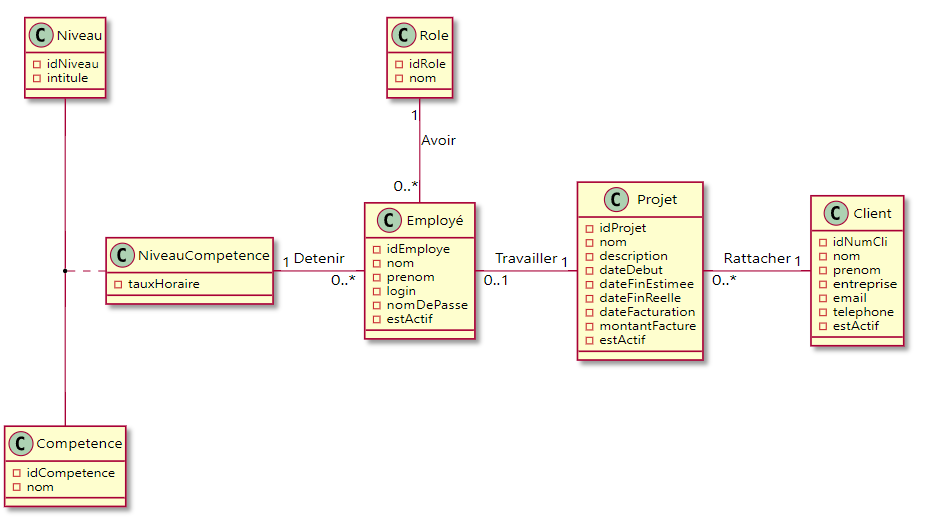 C Niveau
idNiveau
intitule
C Role
idRole
nom
1
Avoir
0..*
C NiveauCompetence
tauxHoraire
1 Detenir
0..*
C Employé
idEmploye
nom
prenom
login
nomDePasse
estActif
Travailler 1
0..1
C Projet
idProjet
nom
description
dateDebut
dateFinEstimee
dateFinReelle
dateFacturation
montantFacture
estActif
Rattacher 1
0..*
C Client
idNumCli
nom
prenom
entreprise
email
telephone
estActif
C Competence
idCompetence
nom